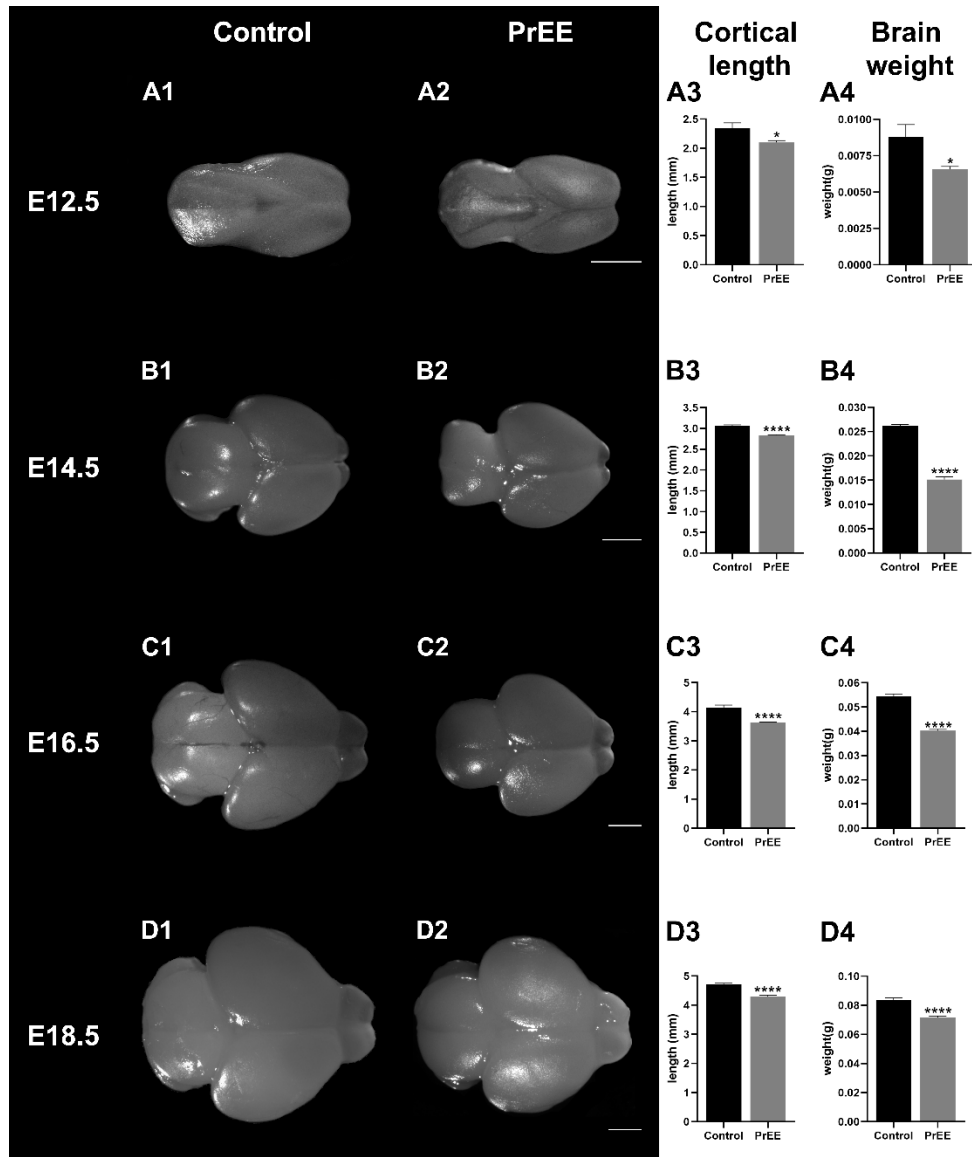 Control PrEE Cortical length Brain weight
A1 A2 A3 A4
E12.5
length (mm)
2.5
2.0
1.5
1.0
0.5
0.0
*
Control PrEE
weight(g)
0.0100
0.0075
0.0050
0.0025
0.0000
*
Control PrEE
B1 B2 B3 B4
E14.5
length (mm)
3.5
3.0
2.5
2.0
1.5
1.0
0.5
0.0
****
Control PrEE
weight(g)
0.030
0.025
0.020
0.015
0.010
0.005
0.000
****
Control PrEE
C1 C2 C3 C4
E16.5
length (mm)
5
4
3
2
1
0
****
Control PrEE
weight(g)
0.06
0.05
0.04
0.03
0.02
0.01
0.00
****
Control PrEE
D1 D2 D3 D4
E18.5
length (mm)
5
4
3
2
1
0
****
Control PrEE
weight(g)
0.10
0.08
0.06
0.04
0.02
0.00
****
Control PrEE